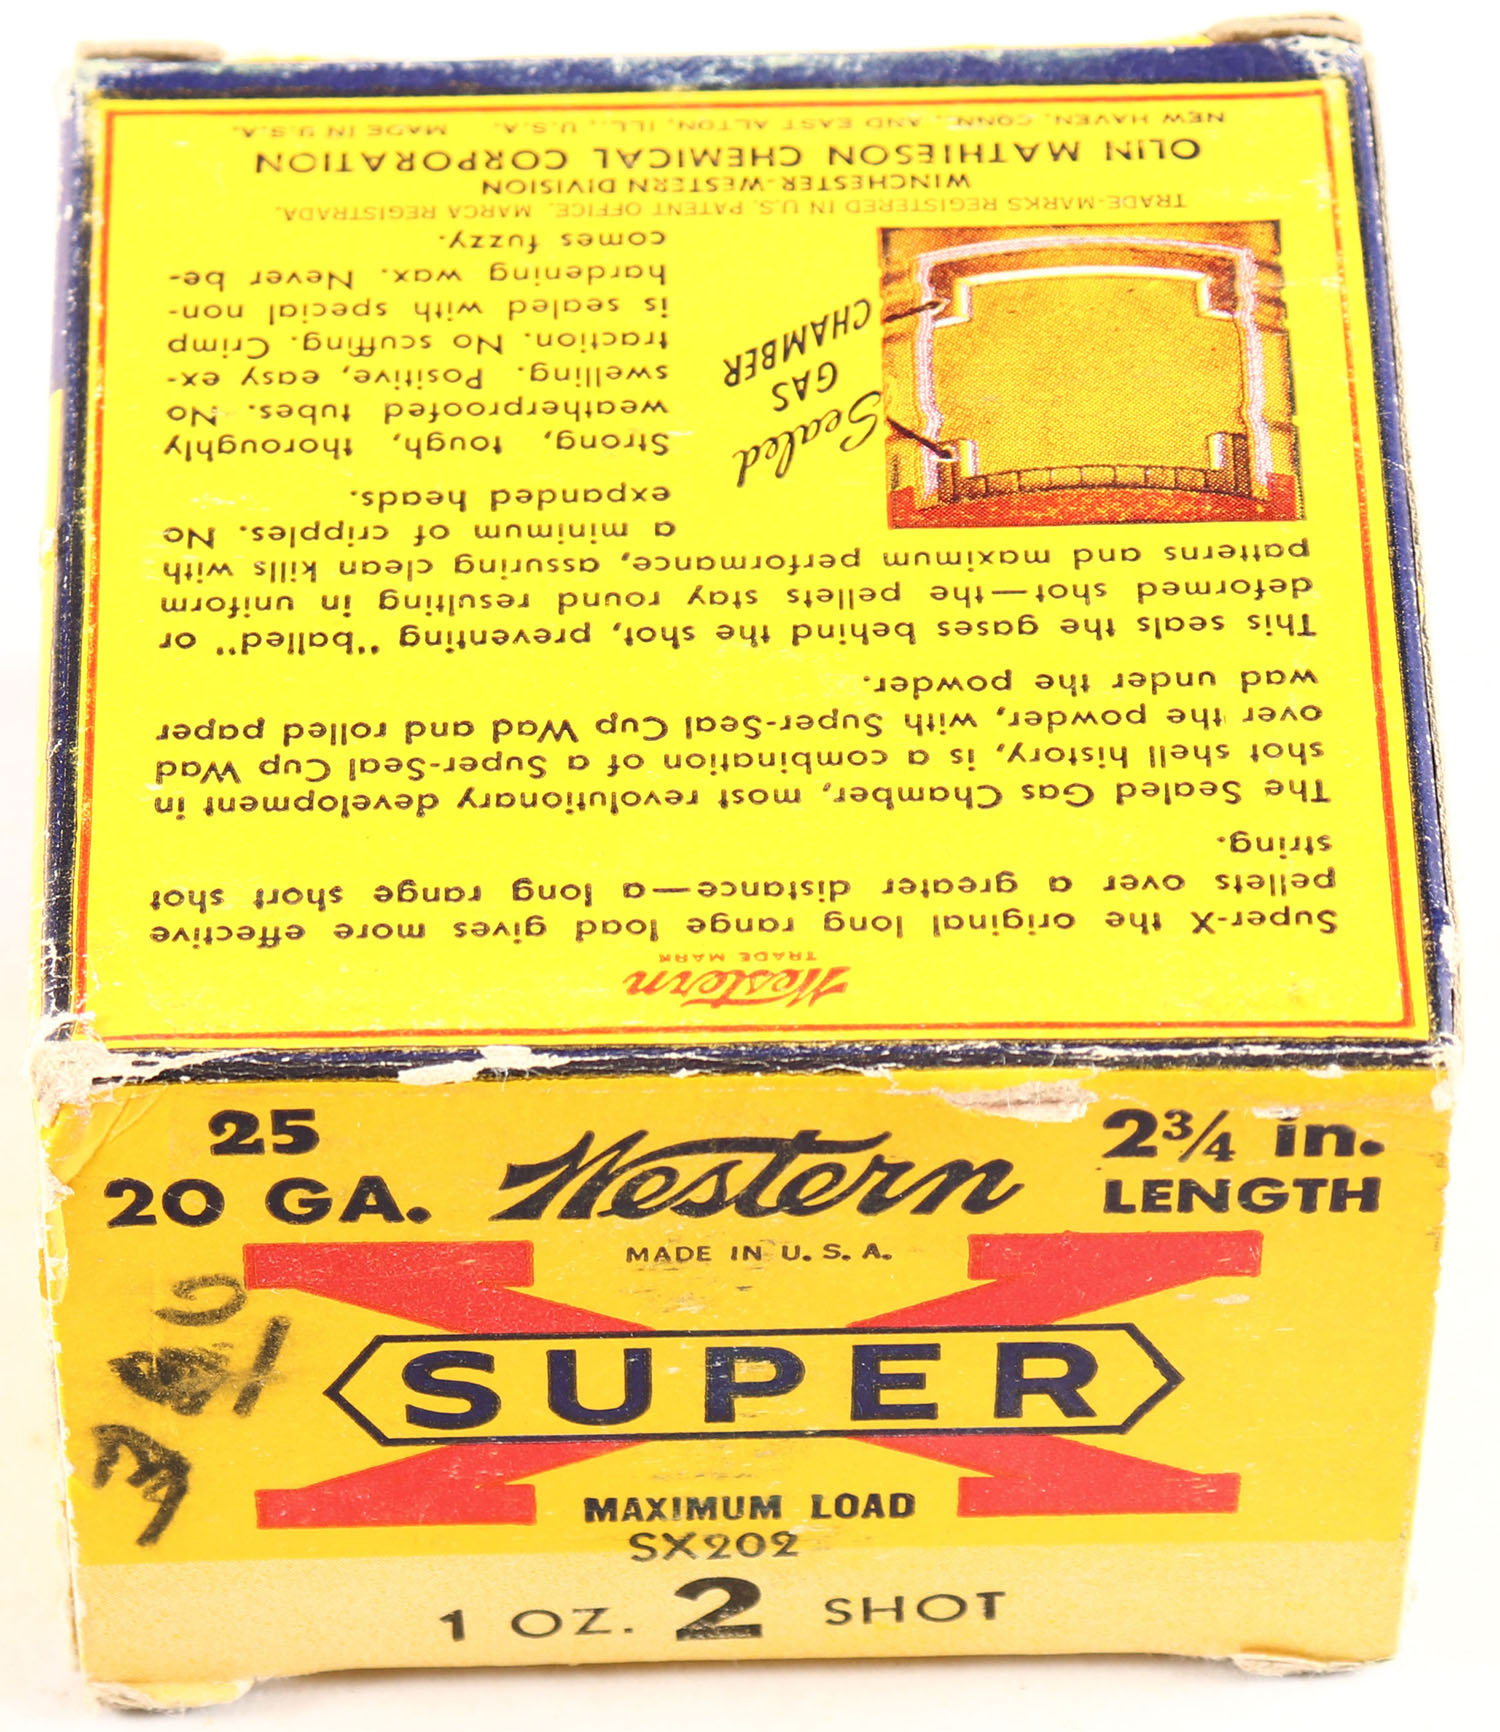 Western
TRADE MARK
Super-X the original long range load gives more effective
pellets over a greater distance—a long range short shot
string.
The Sealed Gas Chamber, most revolutionary development in
shot shell history, is a combination of a Super-Seal Cup Wad
over the powder, with Super-Seal Cup Wad and rolled paper
wad under the powder.
This seals the gases behind the shot, preventing "balled" or
deformed shot—the pellets stay round resulting in uniform
patterns and maximum performance, assuring clean kills with
a minimum of cripples. No
expanded heads.
Strong, tough, thoroughly
weatherproofed tubes. No
swelling. Positive, easy ex-
traction. No scuffing. Crimp
is sealed with special non-
hardening wax. Never be-
comes fuzzy.
Sealed
GAS
CHAMBER
TRADE-MARKS REGISTERED IN U.S. PATENT OFFICE. MARCA REGISTRADA.
WINCHESTER-WESTERN DIVISION
OLIN MATHIESON CHEMICAL CORPORATION
NEW HAVEN, CONN., AND EAST ALTON, ILL., U.S.A. MADE IN U.S.A.
25
20 GA.
Western
2¾ in.
LENGTH
MADE IN U.S.A.
X
SUPER
MAXIMUM LOAD
SX202
1 OZ. 2 SHOT